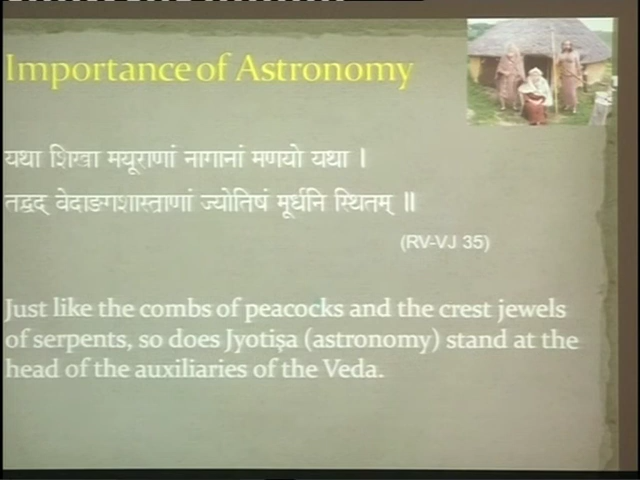 Importance of Astronomy
यथा शिखा मयूराणां नागानां मणयो यथा ।
तद्वद् वेदाङगशास्त्राणां ज्योतिषं मूर्धनि स्थितम् ॥
(RV-VJ 35)
Just like the combs of peacocks and the crest jewels
of serpents, so does Jyotiṣa (astronomy) stand at the
head of the auxiliaries of the Veda.